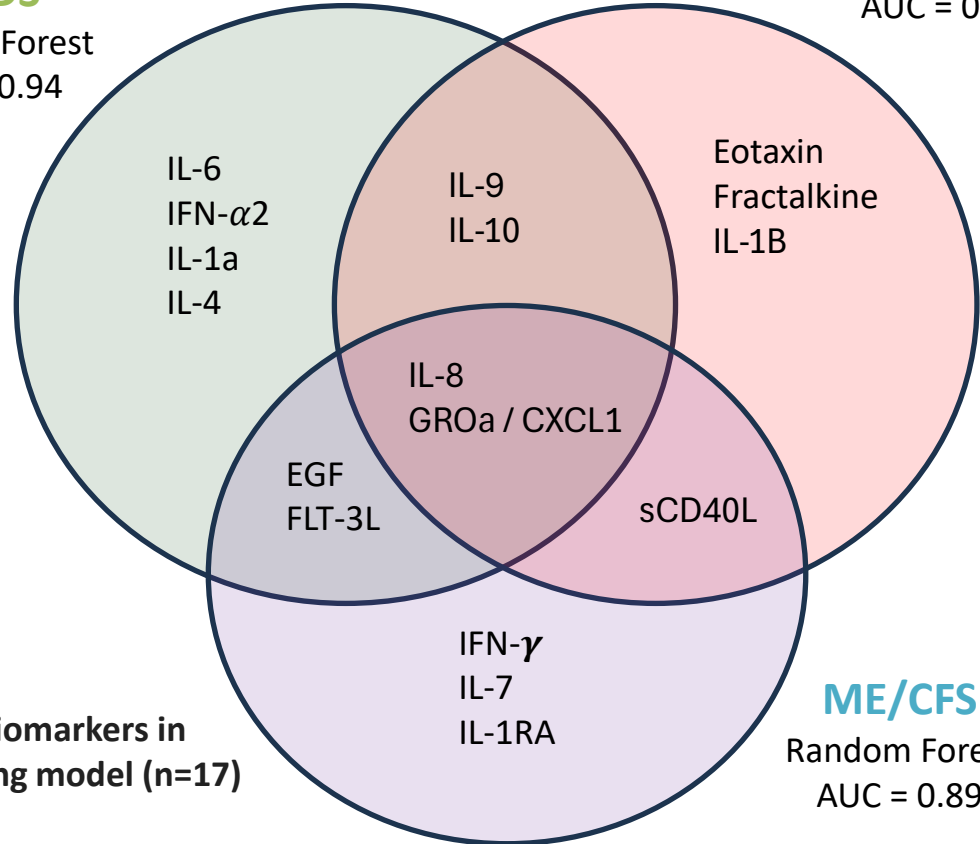 Forest
0.94
AUC = 0
IL-6
IFN-α2
IL-1a
IL-4
IL-9
IL-10
Eotaxin
Fractalkine
IL-1B
IL-8
GROa / CXCL1
EGF
FLT-3L
sCD40L
IFN-γ
IL-7
IL-1RA
ME/CFS
Random Fore
AUC = 0.89
iomarkers in
ng model (n=17)